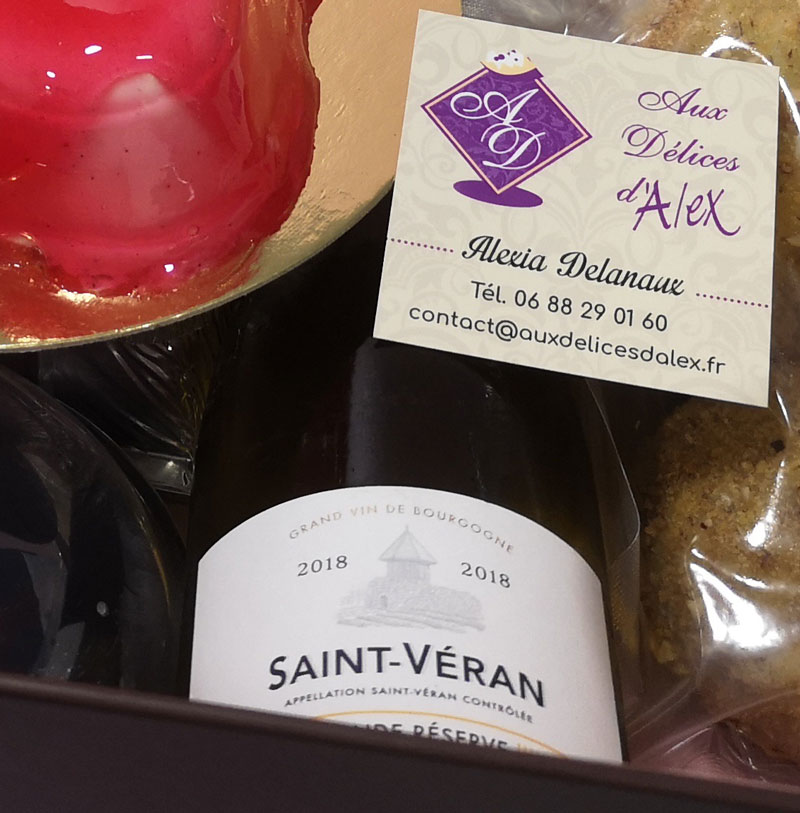 AD
Aux
Délices
d'Alex
Alexia Delanaux
Tél. 06 88 29 01 60
contact@auxdelicesdalex.fr
GRAND VIN DE BOURGOGNE
2018 2018
SAINT-VÉRAN
APPELLATION SAINT-VÉRAN CONTRÔLÉE
RÉSERVE